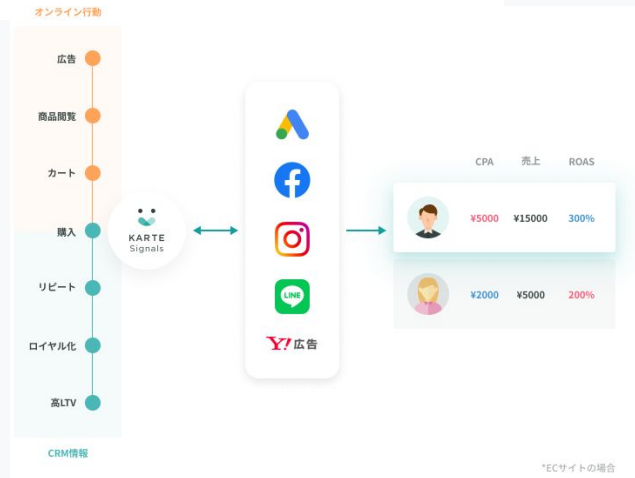 オンライン行動
広告
商品閲覧
カート
購入
リピート
ロイヤル化
高LTV
CRM情報
KARTE
Signals
LINE
Y! 広告
CPA 売上 ROAS
¥5000 ¥15000 300%
¥2000 ¥5000 200%
*ECサイトの場合